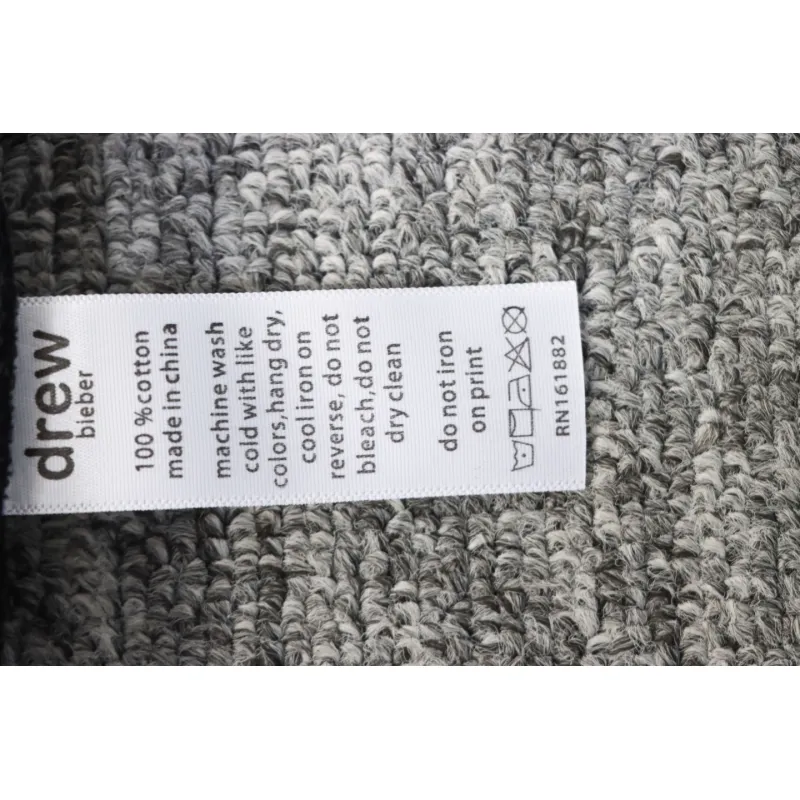 drew
bieber
100 %cotton
made in china
machine wash
cold with like
colors,hang dry,
cool iron on
reverse, do not
bleach,do not
dry clean
do not iron
on print
RN161882